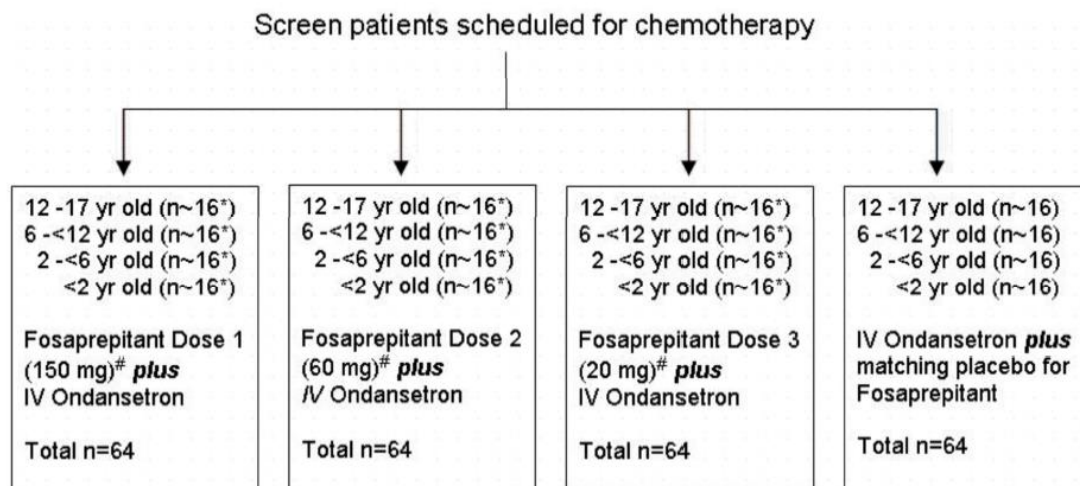 Screen patients scheduled for chemotherapy
12 -17 yr old (n~16*)
6 -<12 yr old (n~16*)
2 -<6 yr old (n~16*)
<2 yr old (n~16*)
Fosaprepitant Dose 1
(150 mg)# plus
IV Ondansetron
Total n=64
12 -17 yr old (n~16*)
6 -<12 yr old (n~16*)
2 -<6 yr old (n~16*)
<2 yr old (n~16*)
Fosaprepitant Dose 2
(60 mg)# plus
IV Ondansetron
Total n=64
12 -17 yr old (n~16*)
6 -<12 yr old (n~16*)
2 -<6 yr old (n~16*)
<2 yr old (n~16*)
Fosaprepitant Dose 3
(20 mg)# plus
IV Ondansetron
Total n=64
12 -17 yr old (n~16)
6 -<12 yr old (n~16)
2 -<6 yr old (n~16)
<2 yr old (n~16)
IV Ondansetron plus
matching placebo for
Fosaprepitant
Total n=64